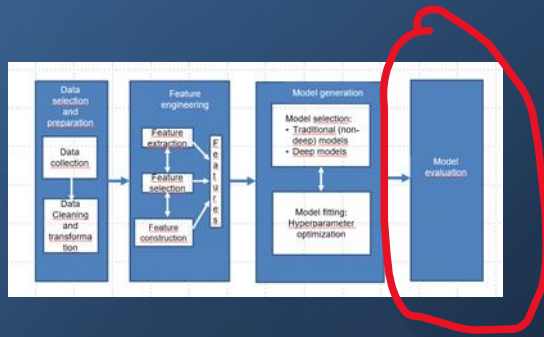 Data
selection
and
preparation
Data
collection
Data
Cleaning
and
transforma
tion
Feature
engineering
Feature
extraction
Feature
selection
Feature
construction
F
e
a
t
u
r
e
s
Model generation
Model selection:
• Traditional (non-
deep) models
• Deep models
Model fitting:
Hyperparameter
optimization
Model
evaluation